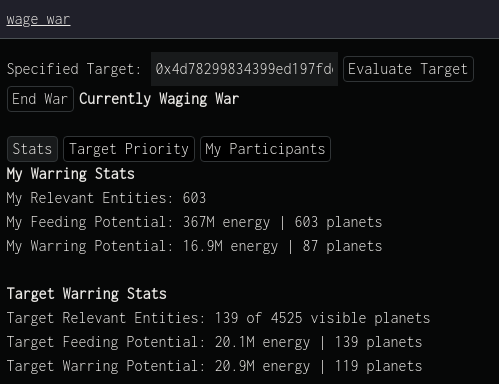 wage war
Specified Target: 0x4d78299834399ed197fd Evaluate Target
End War Currently Waging War
Stats Target Priority My Participants
My Warring Stats
My Relevant Entities: 603
My Feeding Potential: 367M energy | 603 planets
My Warring Potential: 16.9M energy | 87 planets
Target Warring Stats
Target Relevant Entities: 139 of 4525 visible planets
Target Feeding Potential: 20.1M energy | 139 planets
Target Warring Potential: 20.9M energy | 119 planets